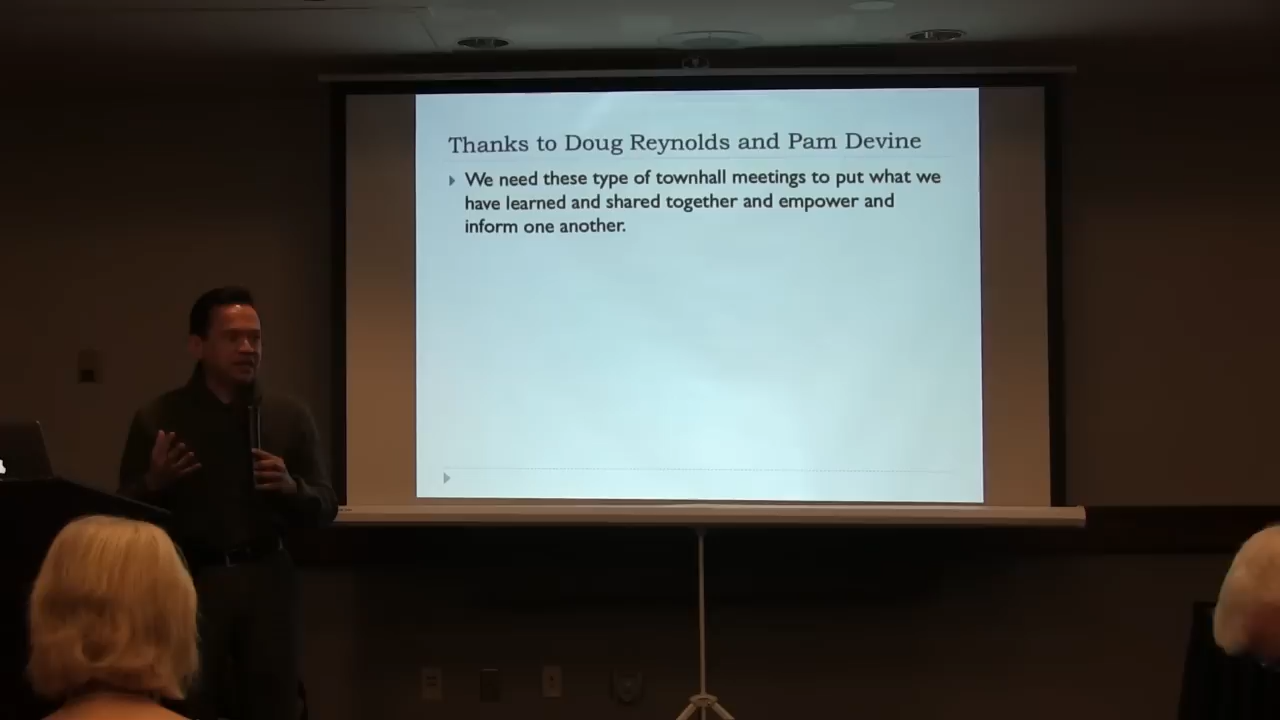 Thanks to Doug Reynolds and Pam Devine
We need these type of townhall meetings to put what we
have learned and shared together and empower and
inform one another.